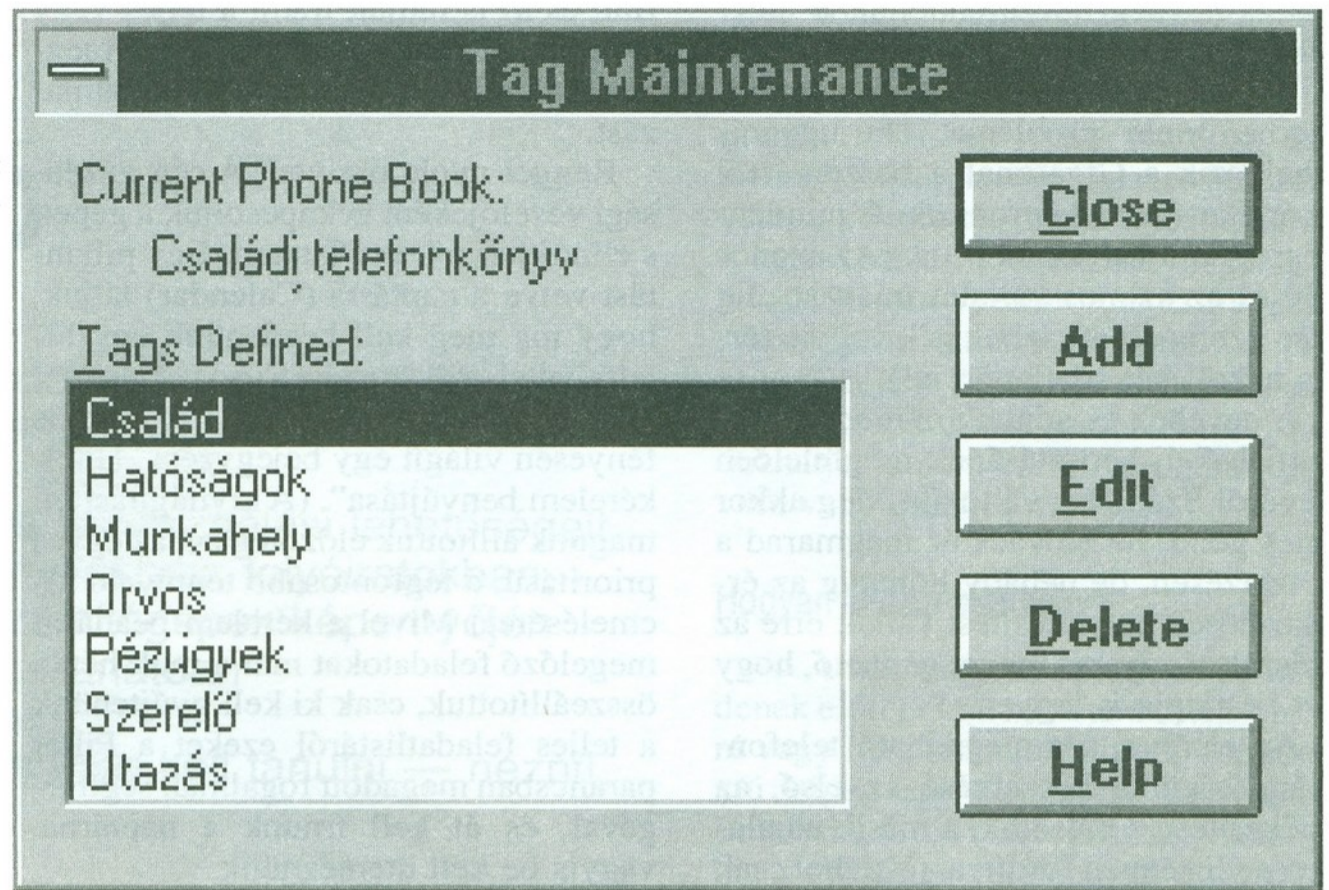 Tag Maintenance
Current Phone Book:
Családi telefonkönyv
Tags Defined:
Család
Hatóságok
Munkahely
Orvos
Pézugyek
Szerelő
Utazás
Close
Add
Edit
Delete
Help